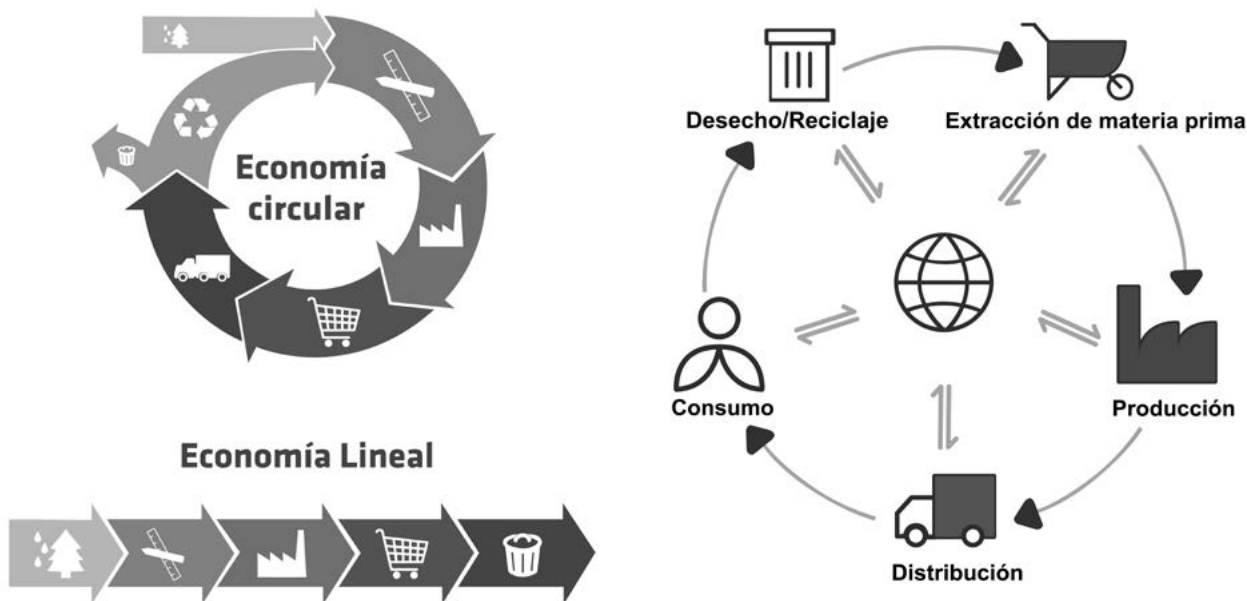 Economía
circular
Economía Lineal
Desecho/Reciclaje
Extracción de materia prima
Consumo
Producción
Distribución